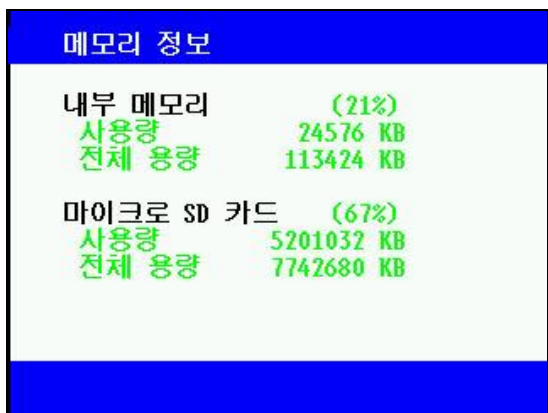 메모리 정보
내부 메모리 (21%)
사용량 24576 KB
전체 용량 113424 KB
마이크로 SD 카드 (67%)
사용량 5201032 KB
전체 용량 7742680 KB